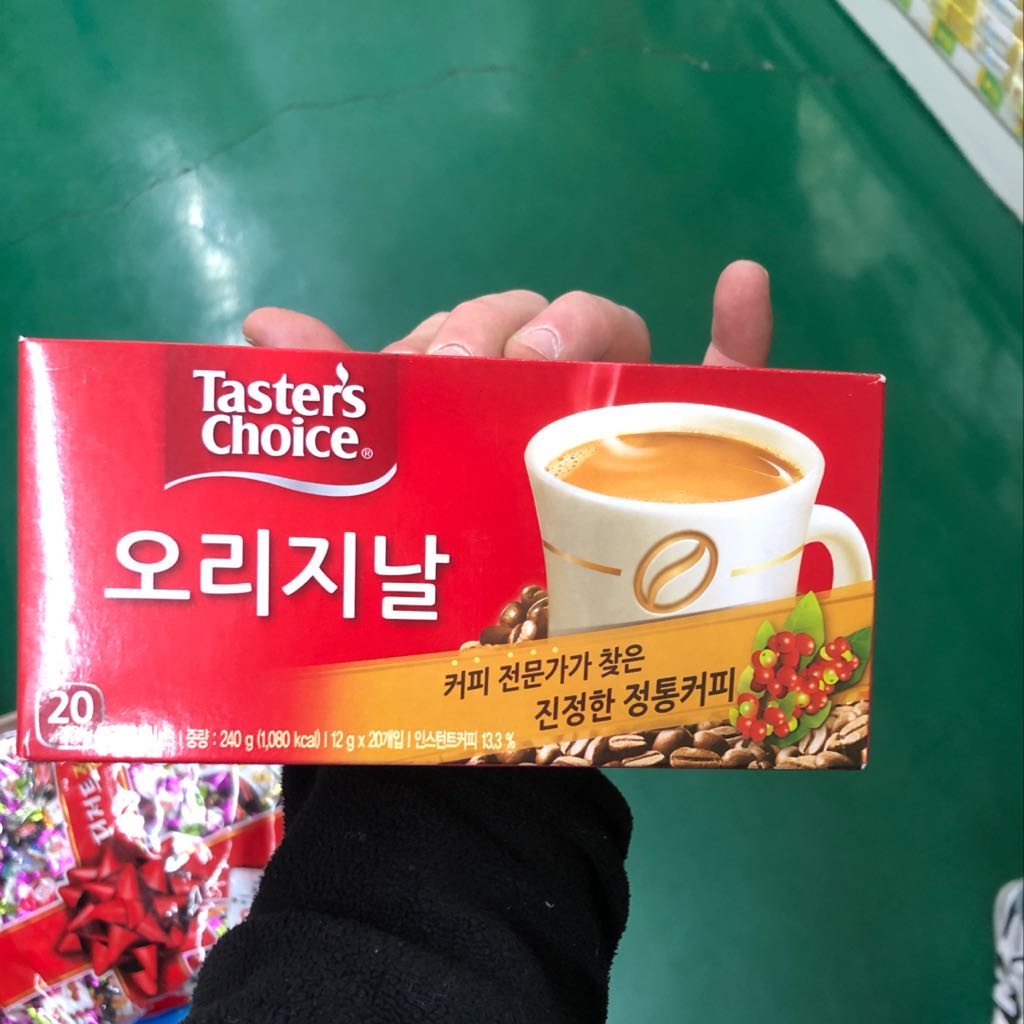 Taster's
Choice®
오리지날
커피 전문가가 찾은
진정한 정통커피
20
중량 : 240 g (1,080 kcal) | 12 g x 20개입 | 인스턴트커피 13.3 %